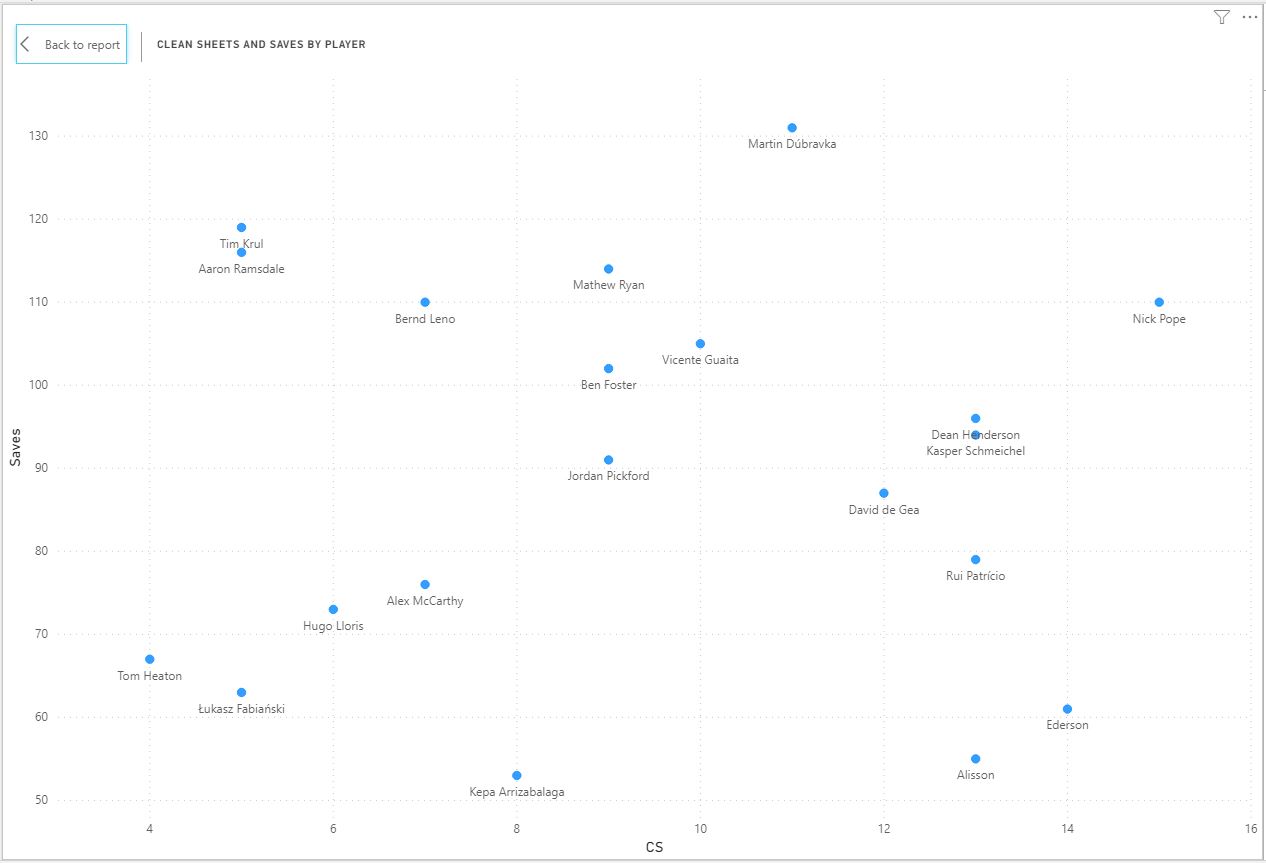 Back to report
CLEAN SHEETS AND SAVES BY PLAYER
130
Martin Dúbravka
120
Tim Krul
Aaron Ramsdale
Mathew Ryan
110
Bernd Leno
Nick Pope
Vicente Guaita
100
Ben Foster
Dean Henderson
Kasper Schmeichel
Saves
90
Jordan Pickford
David de Gea
80
Rui Patrício
Alex McCarthy
Hugo Lloris
70
Tom Heaton
Łukasz Fabiański
60
Ederson
Alisson
Kepa Arrizabalaga
50
4 6 8 10 12 14 16
CS